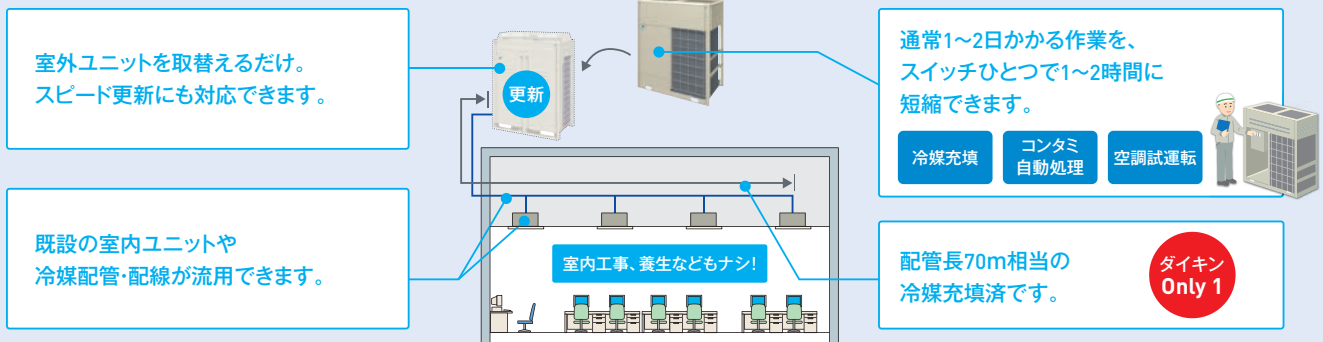 室外ユニットを取替えるだけ。
スピード更新にも対応できます。
更新
通常1～2日かかる作業を、
スイッチひとつで1～2時間に
短縮できます。
冷媒充填
コンタミ
自動処理
空調試運転
既設の室内ユニットや
冷媒配管・配線が流用できます。
室内工事、養生などもナシ!
配管長70m相当の
冷媒充填済です。
ダイキン
Only 1